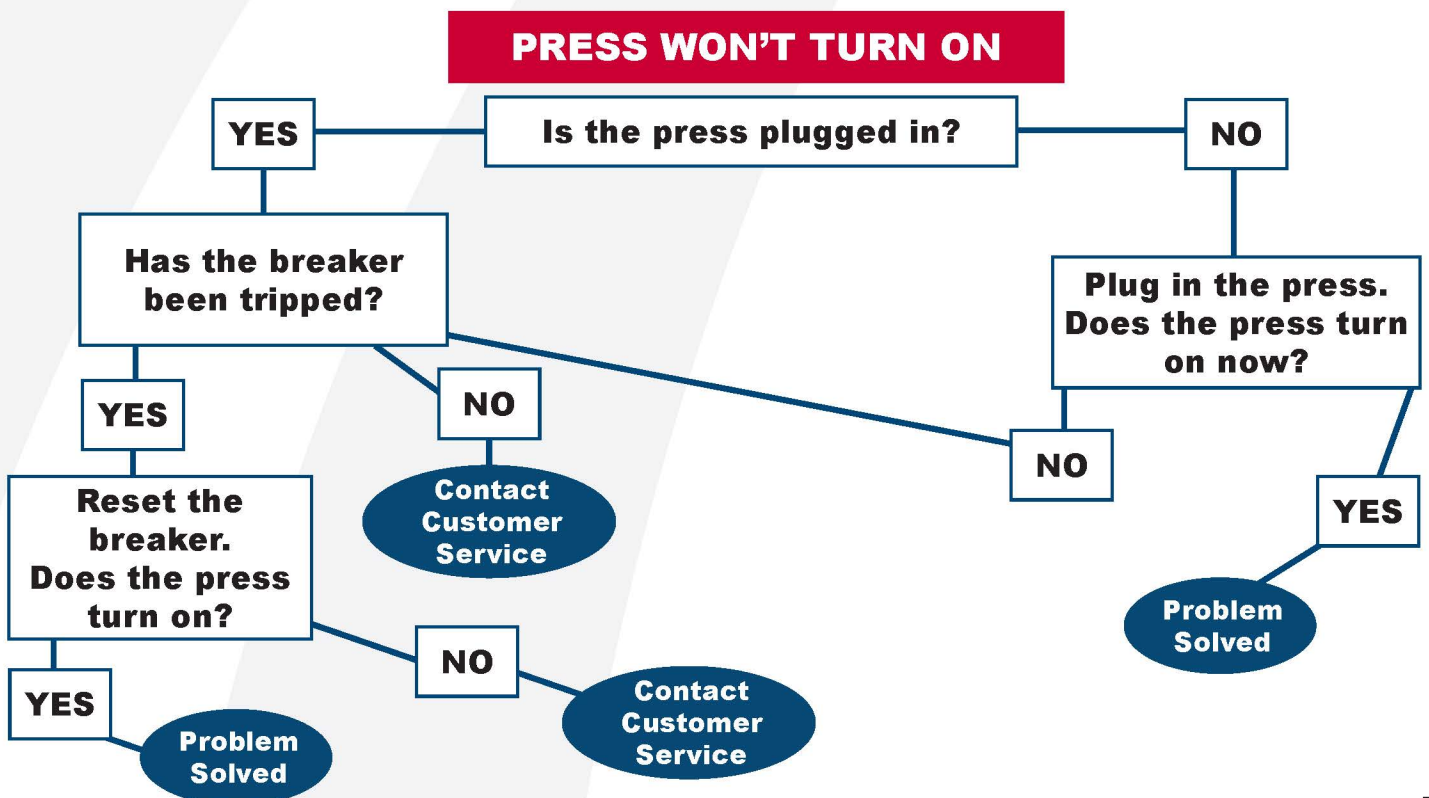 PRESS WON'T TURN ON
YES
Is the press plugged in?
NO
Has the breaker
been tripped?
Plug in the press.
Does the press turn
on now?
YES
NO
NO
YES
Reset the
breaker.
Does the press
turn on?
Contact
Customer
Service
Problem
Solved
YES
NO
Problem
Solved
Contact
Customer
Service